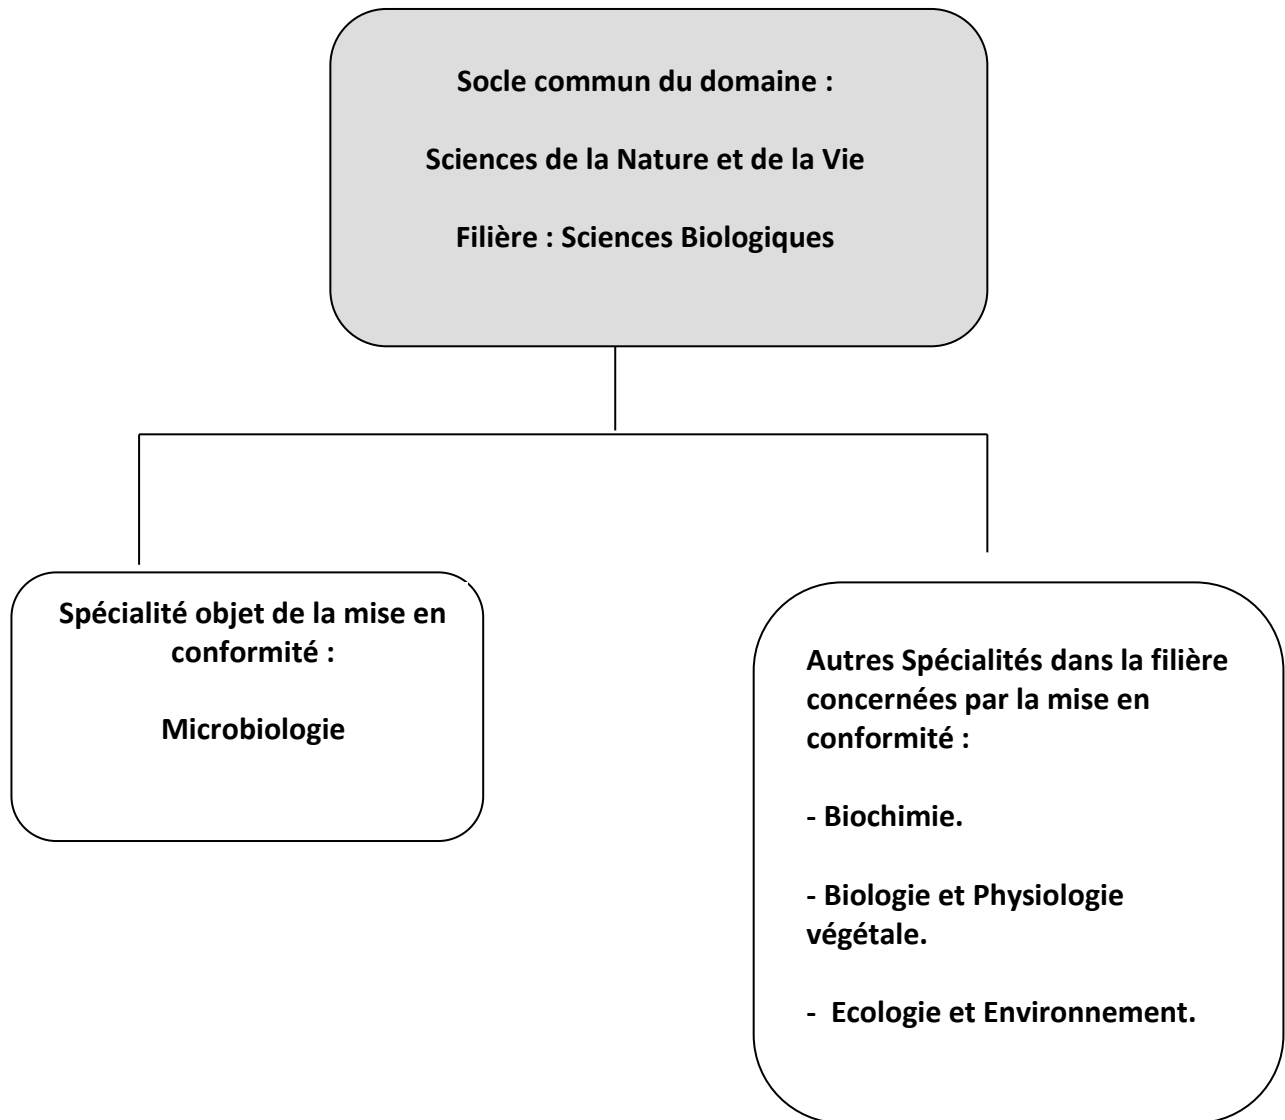 Socle commun du domaine :
Sciences de la Nature et de la Vie
Filière : Sciences Biologiques
Spécialité objet de la mise en
conformité :
Microbiologie
Autres Spécialités dans la filière
concernées par la mise en
conformité :
- Biochimie.
- Biologie et Physiologie
végétale.
- Ecologie et Environnement.